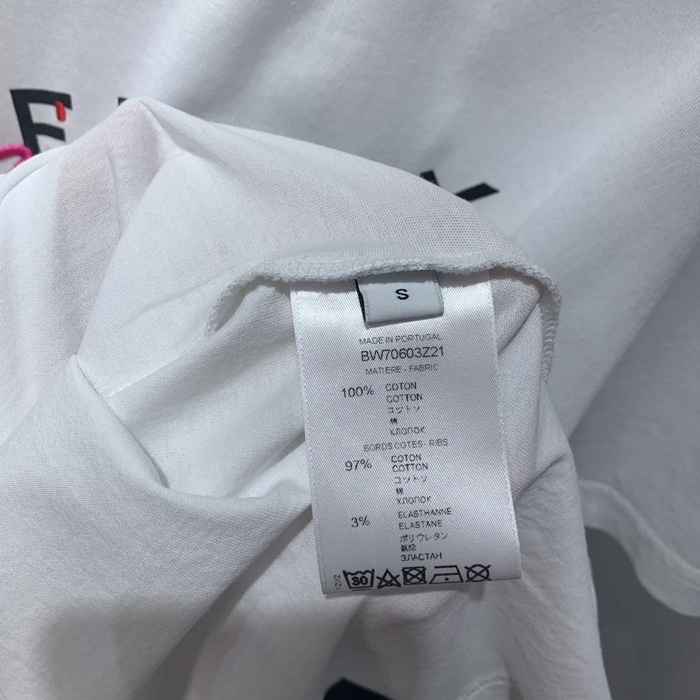 S
MADE IN PORTUGAL
BW70603Z21
MATIERE - FABRIC
100% COTON
COTTON
コットン
棉
ХЛОПОК
BORDS COTES - RIBS
97% COTON
COTTON
コットン
棉
ХЛОПОК
3% ELASTHANNE
ELASTANE
ポリウレタン
氨纶
ЭЛАСТАН
30